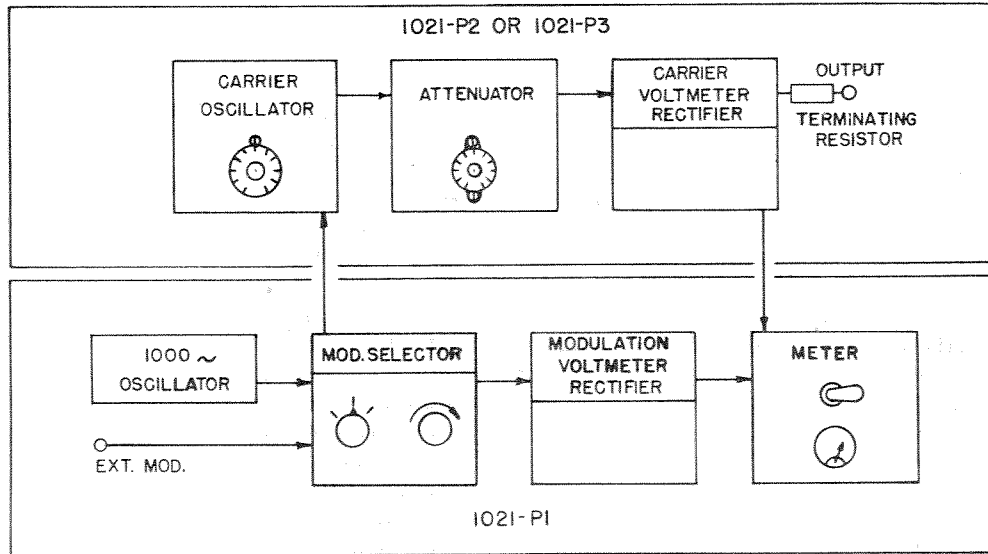 1021-P2 OR 1021-P3
CARRIER
OSCILLATOR
ATTENUATOR
CARRIER
VOLTMETER
RECTIFIER
OUTPUT
TERMINATING
RESISTOR
1000 ~
OSCILLATOR
EXT. MOD.
MOD. SELECTOR
MODULATION
VOLTMETER
RECTIFIER
METER
1021-P1